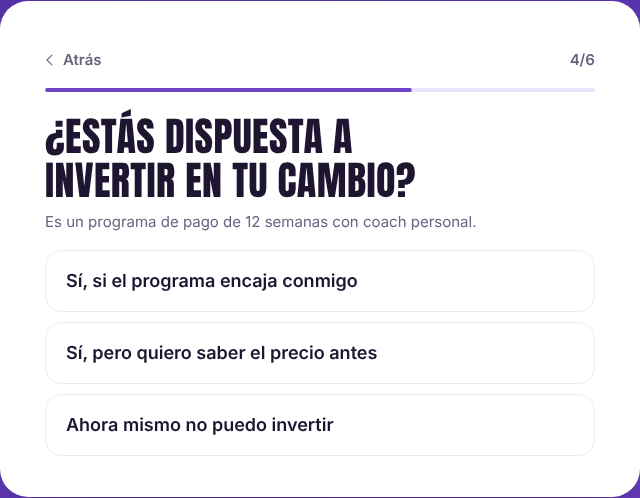 Atrás
4/6
¿ESTÁS DISPUESTA A
INVERTIR EN TU CAMBIO?
Es un programa de pago de 12 semanas con coach personal.
Sí, si el programa encaja conmigo
Sí, pero quiero saber el precio antes
Ahora mismo no puedo invertir